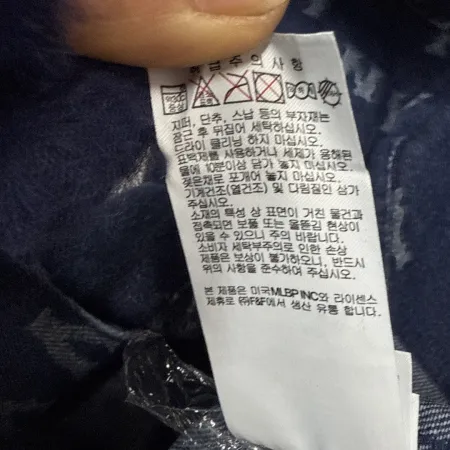 취급주의사항
지퍼, 단추, 스냅 등의 부자재는
잠근 후 뒤집어 세탁하십시오.
드라이 클리닝 하지 마십시오.
표백제를 사용하거나 세제가 용해된
물에 10분이상 담가 놓지 마십시오.
젖은채로 포개어 놓지 마십시오.
기계건조(열건조) 및 다림질인 삼가
주십시오.
소재의 특성 상 표면이 거친 물건과
접촉되면 보풀 또는 올뜯김 현상이
있을 수 있으니 주의 바랍니다.
소비자 세탁부주의로 인한 손상
제품은 보상이 불가하오니, 반드시
위의 사항을 준수하여 주십시오.
본 제품은 미국MLBP INC와 라이센스
제휴로 (주)F&F에서 생산 유통 합니다.